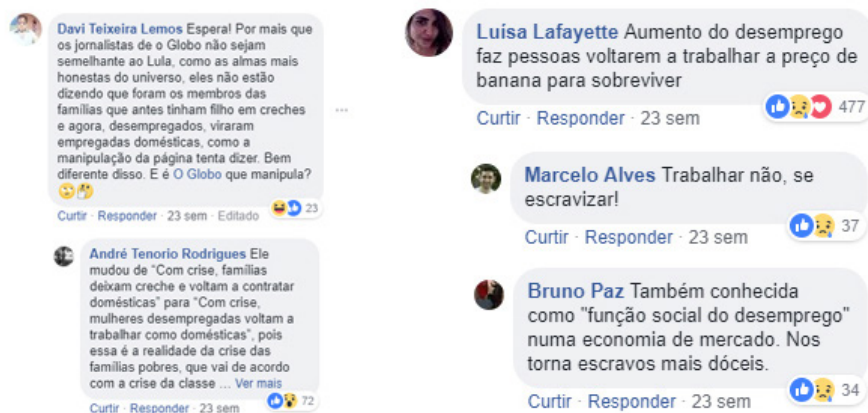 Davi Teixeira Lemos Espera! Por mais que
os jornalistas de o Globo não sejam
semelhante ao Lula, como as almas mais
honestas do universo, eles não estão
dizendo que foram os membros das
famílias que antes tinham filho em creches
e agora, desempregados, viraram
empregadas domésticas, como a
manipulação da página tenta dizer. Bem
diferente disso. E é O Globo que manipula?
23
Curtir · Responder · 23 sem · Editado
André Tenorio Rodrigues Ele
mudou de "Com crise, famílias
deixam creche e voltam a contratar
domésticas" para "Com crise,
mulheres desempregadas voltam a
trabalhar como domésticas", pois
essa é a realidade da crise das
famílias pobres, que vai de acordo
com a crise da classe ... Ver mais
72
Curtir · Responder · 23 sem
Luísa Lafayette Aumento do desemprego
faz pessoas voltarem a trabalhar a preço de
banana para sobreviver
477
Curtir · Responder · 23 sem
Marcelo Alves Trabalhar não, se
escravizar!
37
Curtir · Responder · 23 sem
Bruno Paz Também conhecida
como "função social do desemprego"
numa economia de mercado. Nos
torna escravos mais dóceis.
34
Curtir · Responder · 23 sem